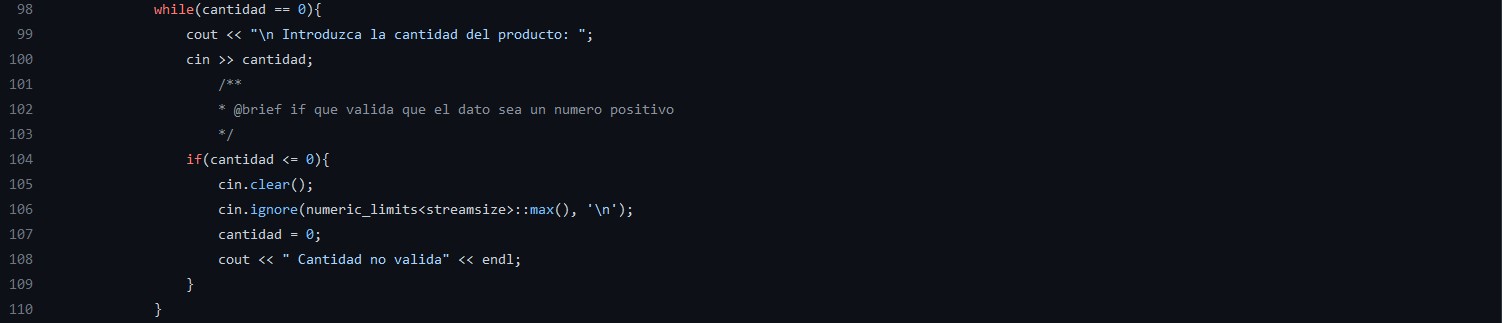 98 while(cantidad == 0){
99 cout << "\n Introduzca la cantidad del producto: ";
100 cin >> cantidad;
101 /**
102 * @brief if que valida que el dato sea un numero positivo
103 */
104 if(cantidad <= 0){
105 cin.clear();
106 cin.ignore(numeric_limits<streamsize>::max(), '\n');
107 cantidad = 0;
108 cout << " Cantidad no valida" << endl;
109 }
110 }